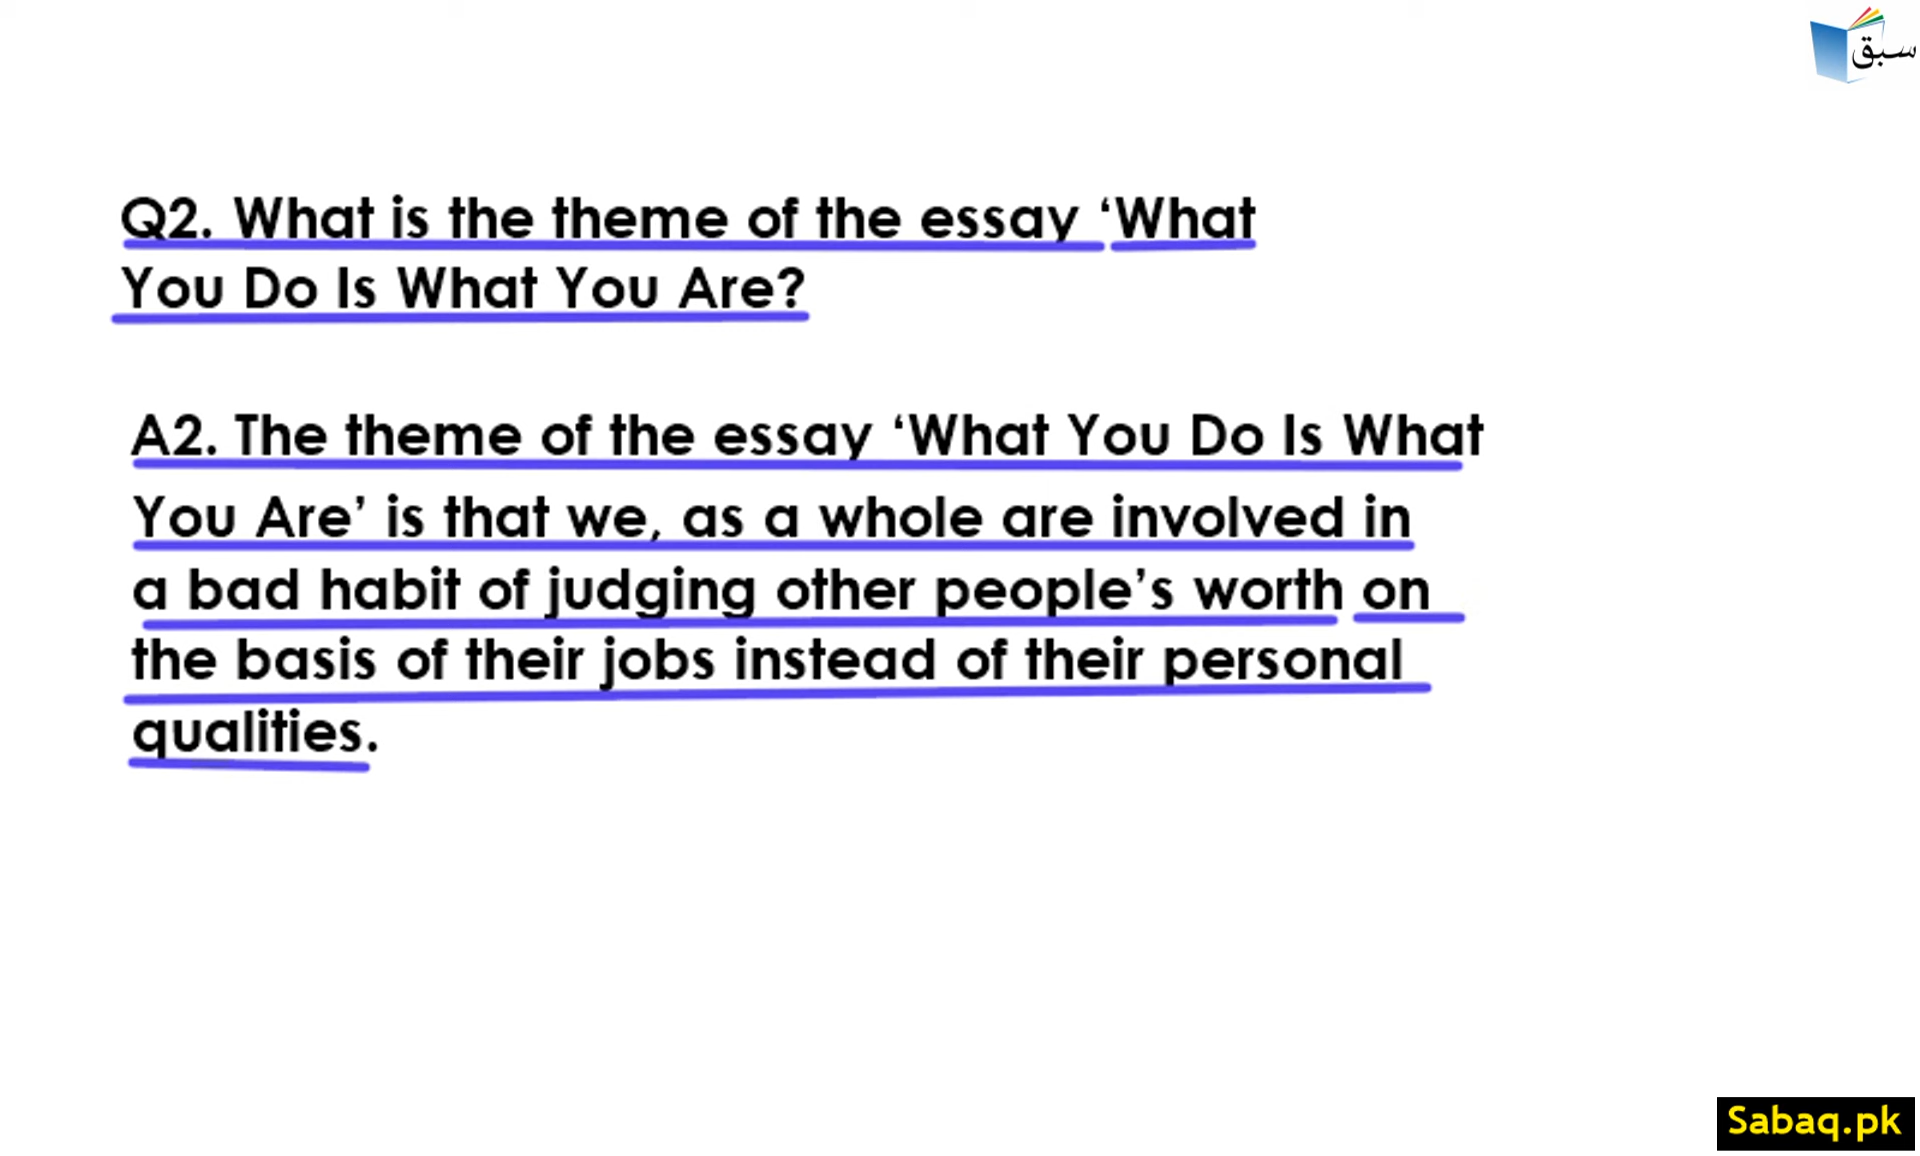 سبق
Q2. What is the theme of the essay ‘What
You Do Is What You Are?
A2. The theme of the essay ‘What You Do Is What
You Are’ is that we, as a whole are involved in
a bad habit of judging other people’s worth on
the basis of their jobs instead of their personal
qualities.
Sabaq.pk